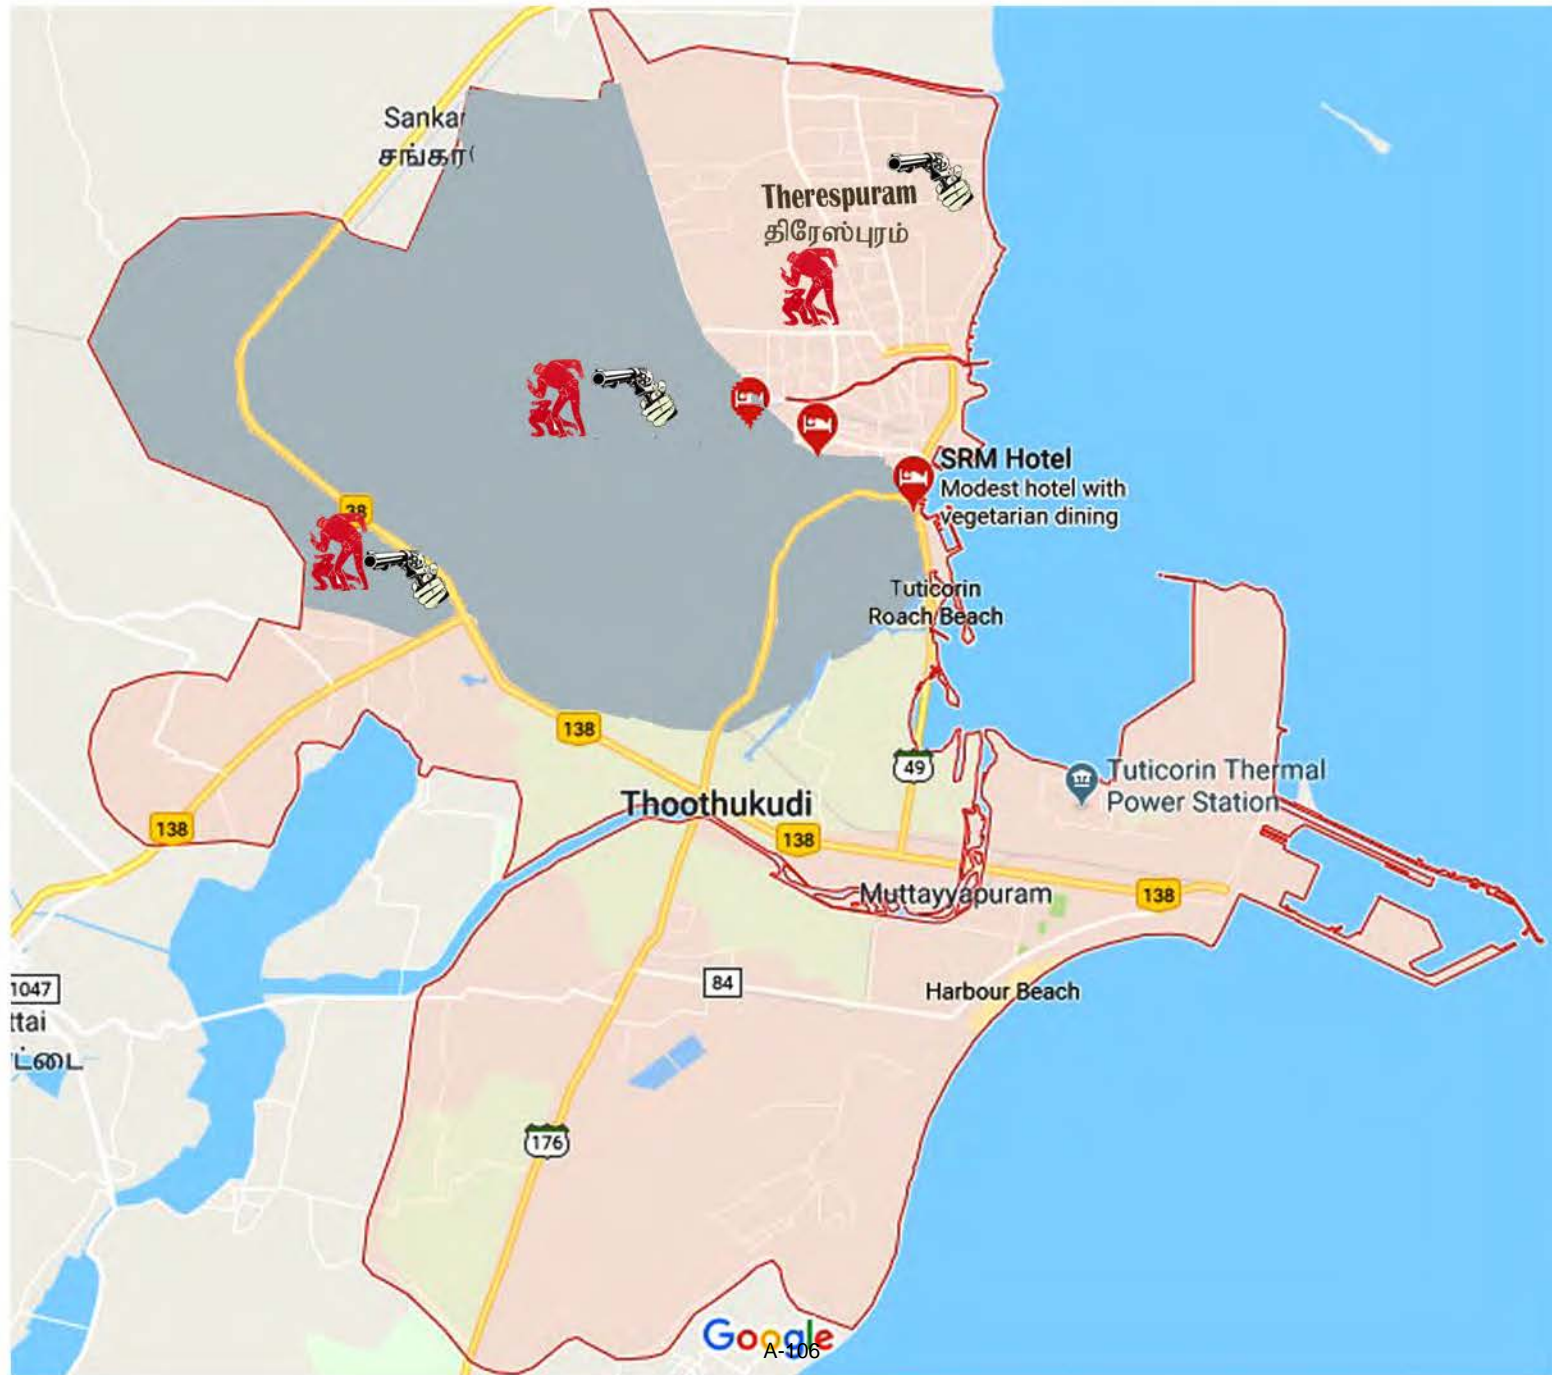 Sankar
சங்கர(
Therespuram
திரேஸ்புரம்
SRM Hotel
Modest hotel with
vegetarian dining
38
Tuticorin
Roach Beach
138
49
Tuticorin Thermal
Power Station
Thoothukudi
138
138
Muttayyapuram
138
1047
84
Harbour Beach
ttai
ட்டை
176
Google
A-106